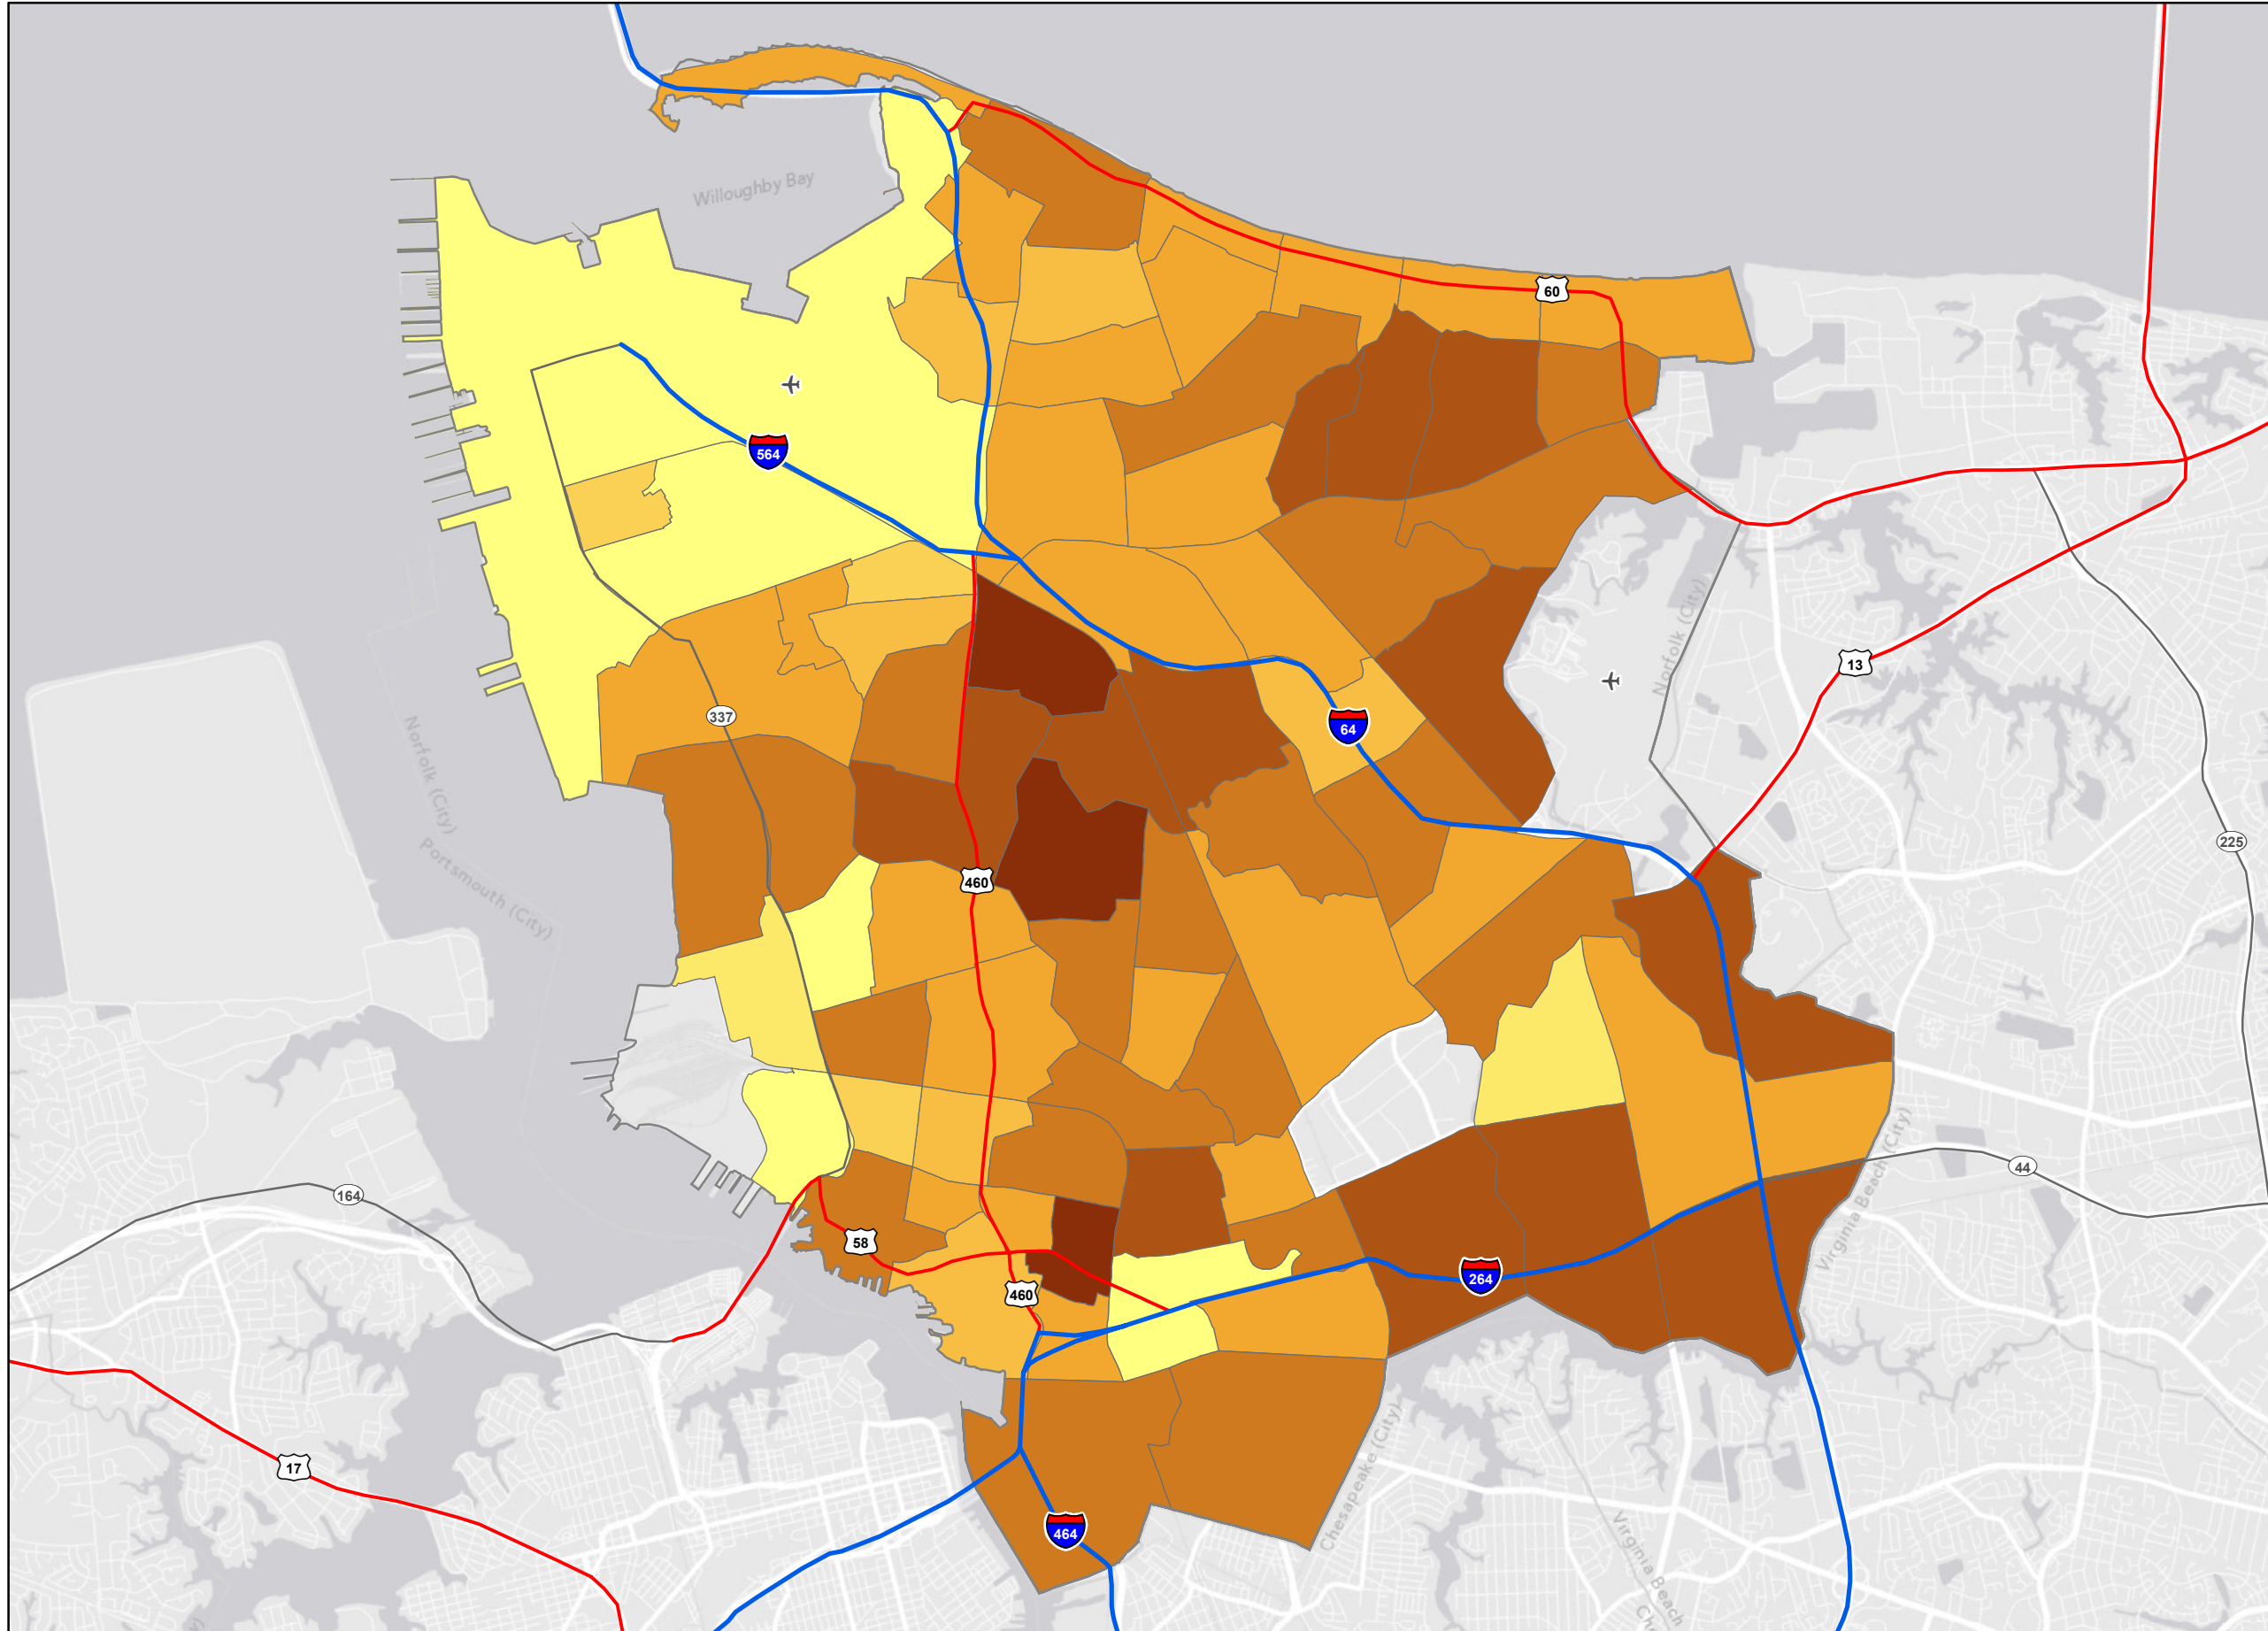 Willoughby Bay
60
564
Norfolk (City)
13
337
64
Norfolk (City)
Portsmouth (City)
225
460
164
44
Virginia Beach (City)
58
264
460
17
Chesapeake (City)
464
Virginia Beach